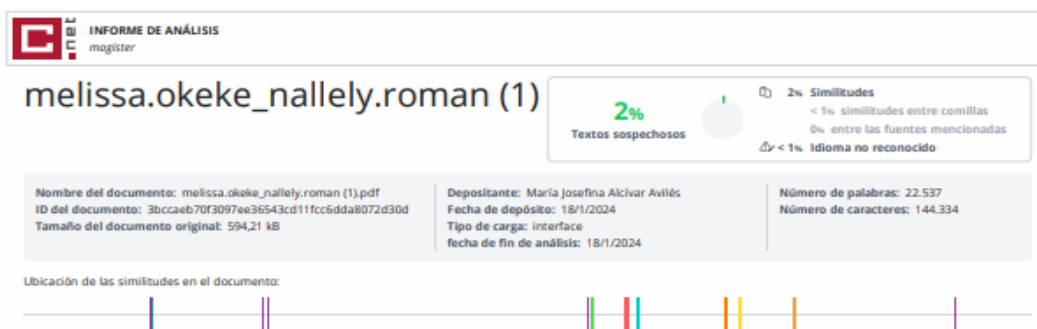 C.net
INFORME DE ANÁLISIS
magister
melissa.okeke_nallely.roman (1)
2%
Textos sospechosos
2% Similitudes
< 1% similitudes entre comillas
0% entre las fuentes mencionadas
< 1% Idioma no reconocido
Nombre del documento: melissa.okeke_nallely.roman (1).pdf
ID del documento: 3bccaeb70f3097ee36543cd11fcc6dda8072d30d
Tamaño del documento original: 594,21 kB
Depositante: María Josefina Alcívar Avilés
Fecha de depósito: 18/1/2024
Tipo de carga: interface
fecha de fin de análisis: 18/1/2024
Número de palabras: 22.537
Número de caracteres: 144.334
Ubicación de las similitudes en el documento: